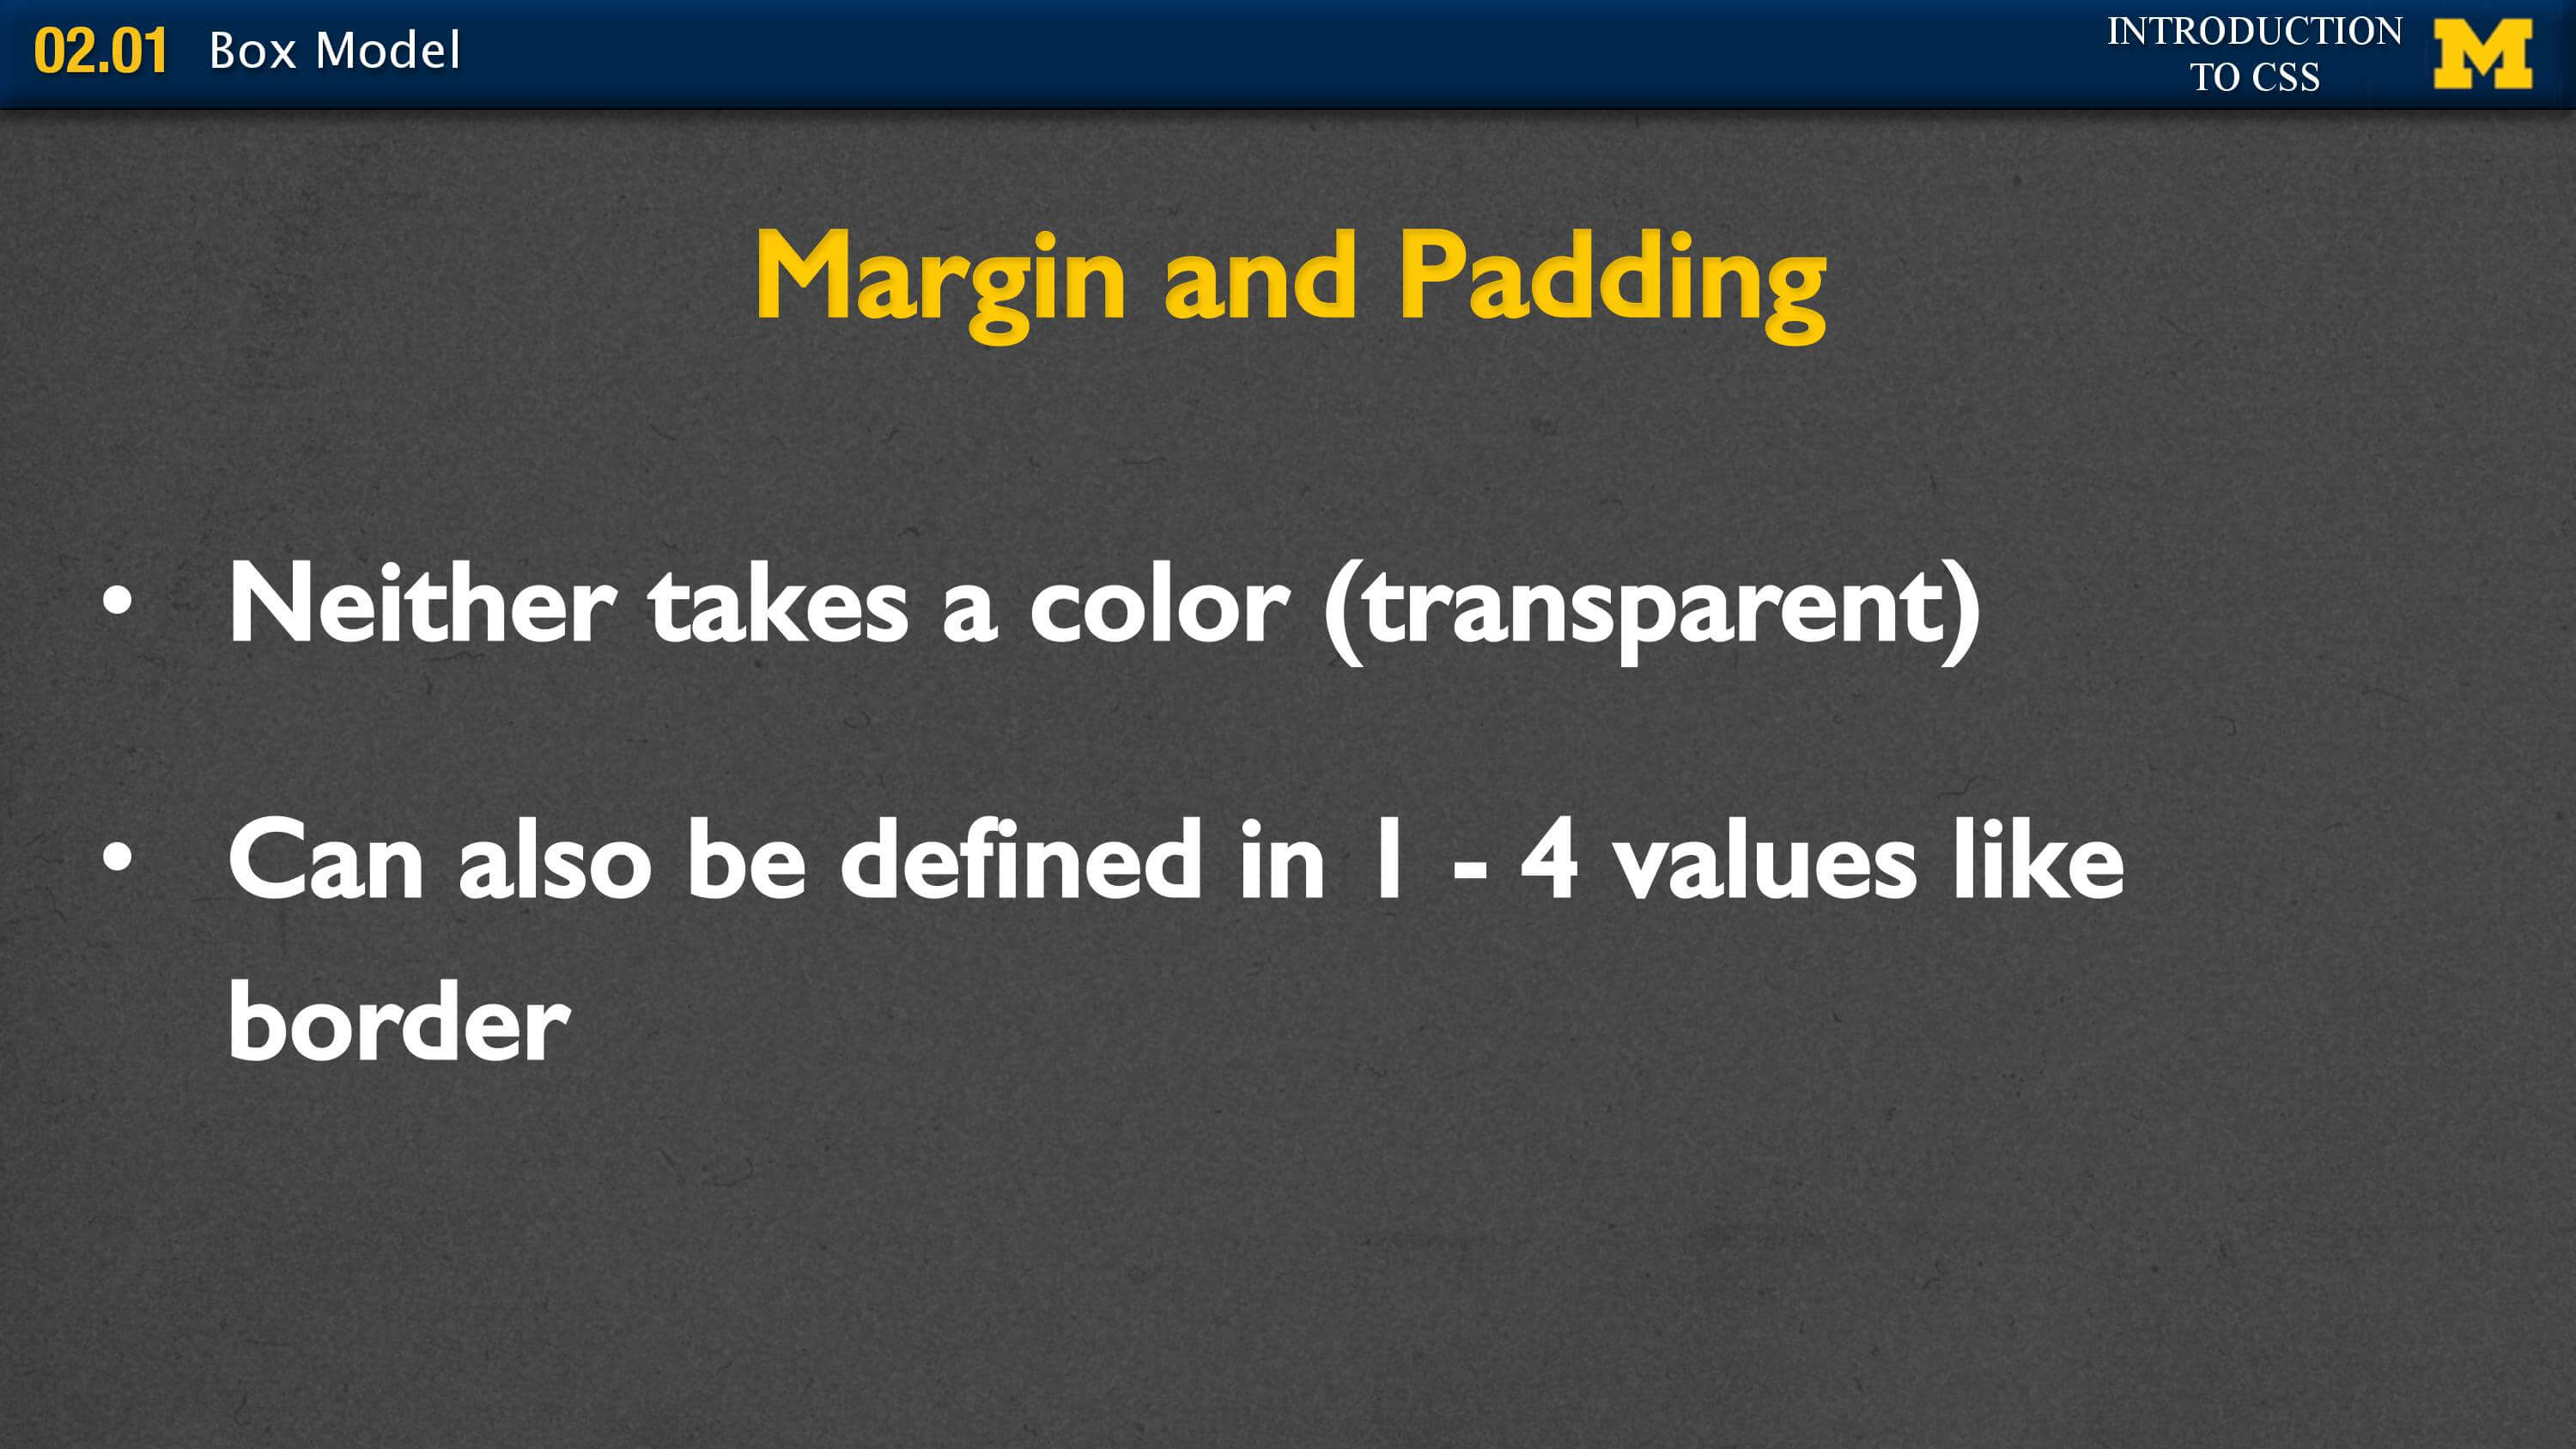 02.01 Box Model
INTRODUCTION
TO CSS
M
Margin and Padding
• Neither takes a color (transparent)
• Can also be defined in 1 - 4 values like
border